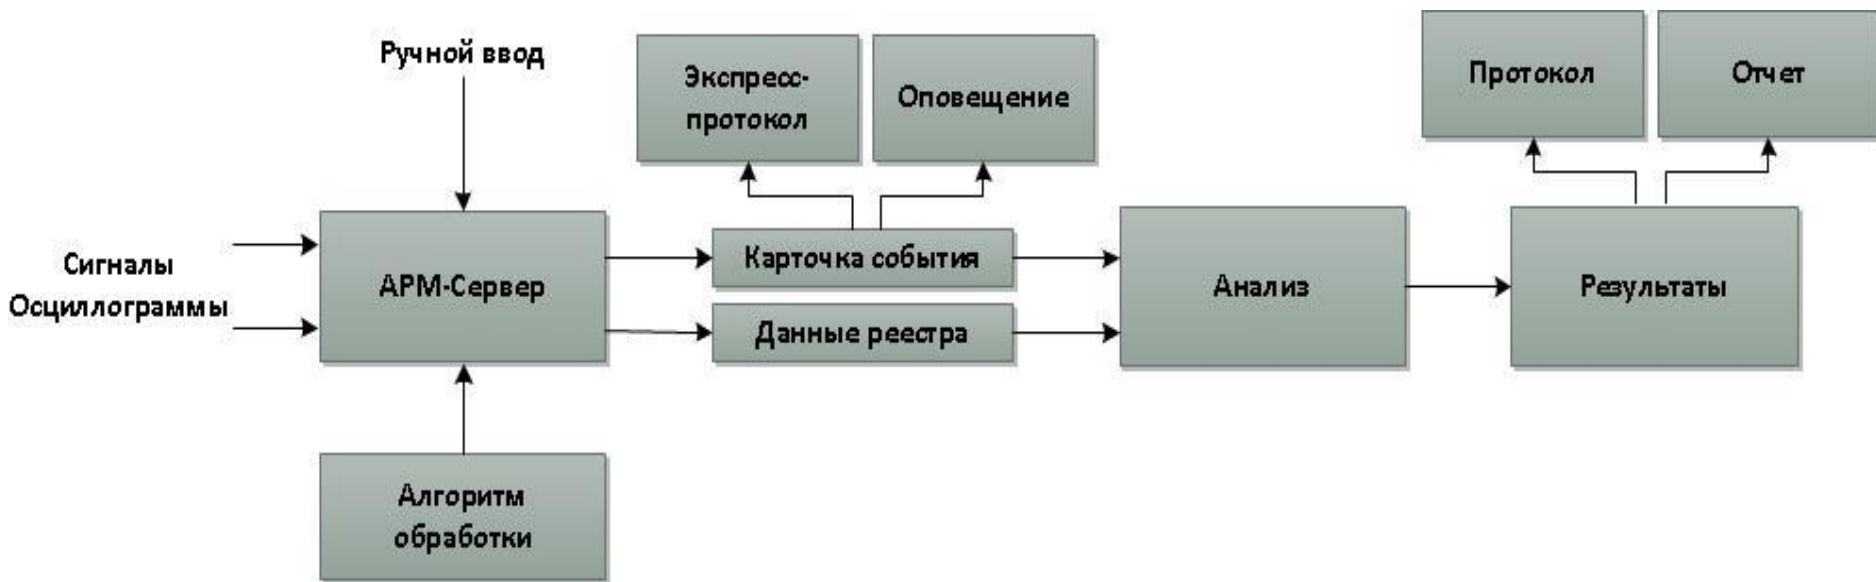 Ручной ввод
Экспресс-
протокол
Оповещение
Протокол
Отчет
Сигналы
Осциллограммы
АРМ-Сервер
Карточка события
Данные реестра
Анализ
Результаты
Алгоритм
обработки